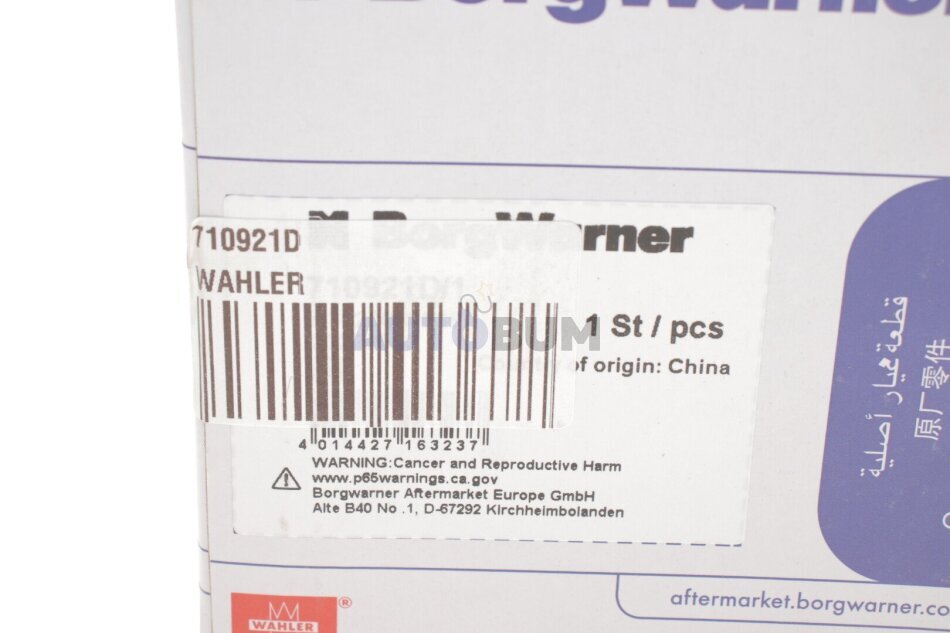 BorgWarner
BorgWarner
710921D
WAHLER
710921D/1
AUTOBUM
1 St / pcs
of origin: China
4 014427 163237
WARNING:Cancer and Reproductive Harm
www.p65warnings.ca.gov
Borgwarner Aftermarket Europe GmbH
Alte B40 No .1, D-67292 Kirchheimbolanden
قطعة غيار أصلية
原厂零件
aftermarket.borgwarner.co
WAHLER ®